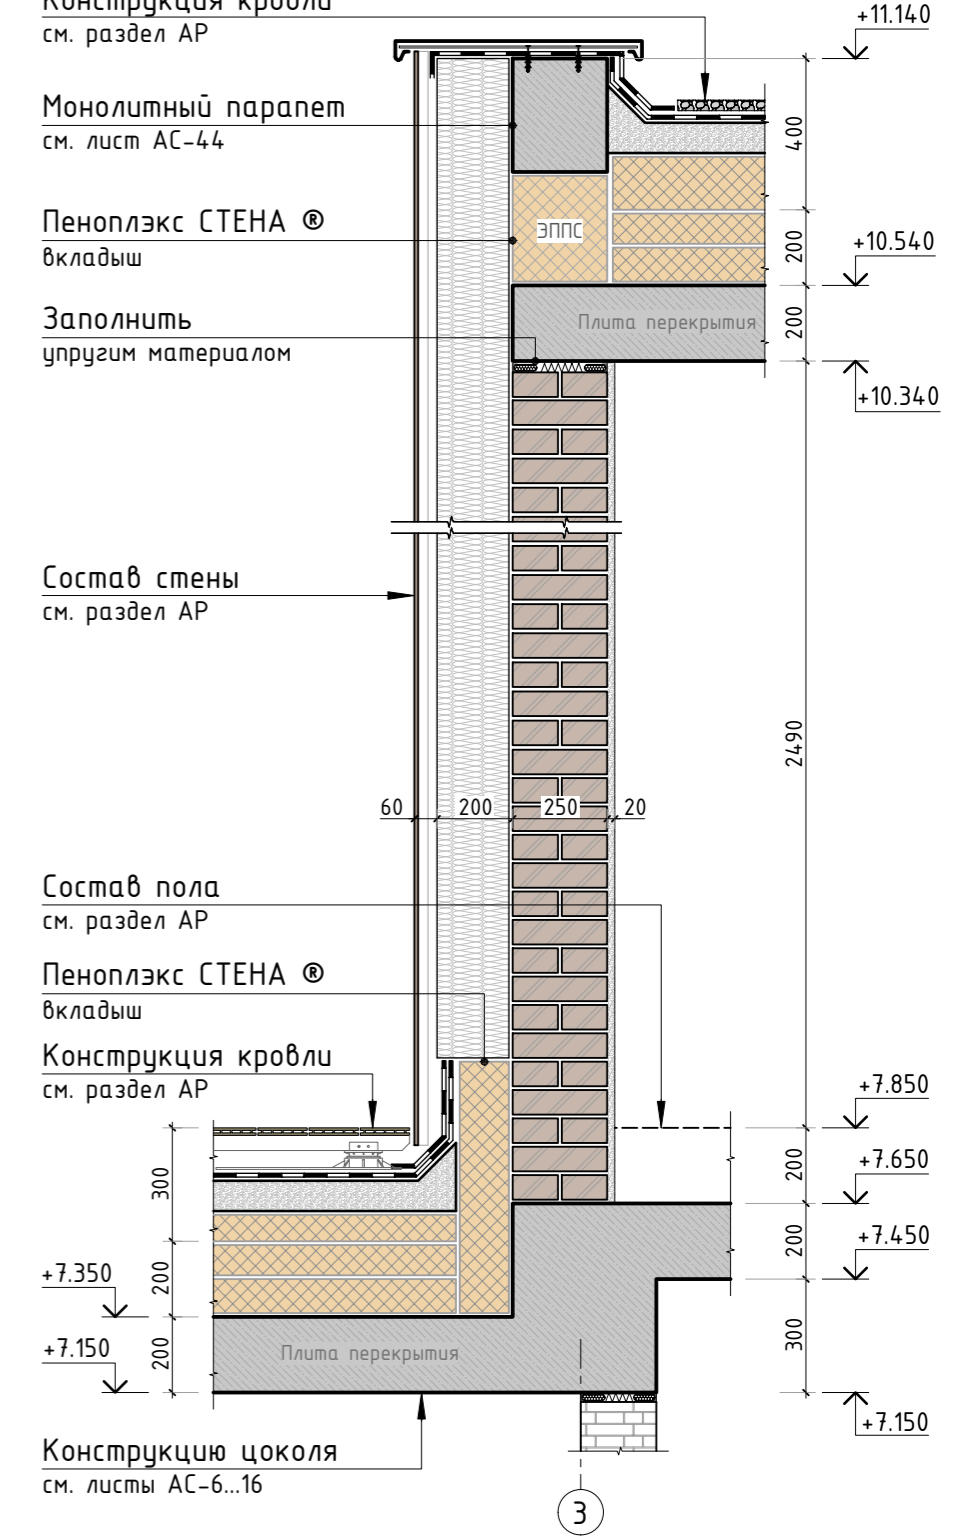 Конструкция кровли
см. раздел АР
+11.140
Монолитный парапет
см. лист АС-44
400
Пеноплэкс СТЕНА ®
вкладыш
ЭППС
200
+10.540
Заполнить
упругим материалом
Плита перекрытия
200
+10.340
Состав стены
см. раздел АР
2490
60
200
250
20
Состав пола
см. раздел АР
Пеноплэкс СТЕНА ®
вкладыш
Конструкция кровли
см. раздел АР
+7.850
300
200
+7.650
200
+7.450
+7.350
200
+7.150
200
Плита перекрытия
300
+7.150
Конструкцию цоколя
см. листы АС-6...16
3